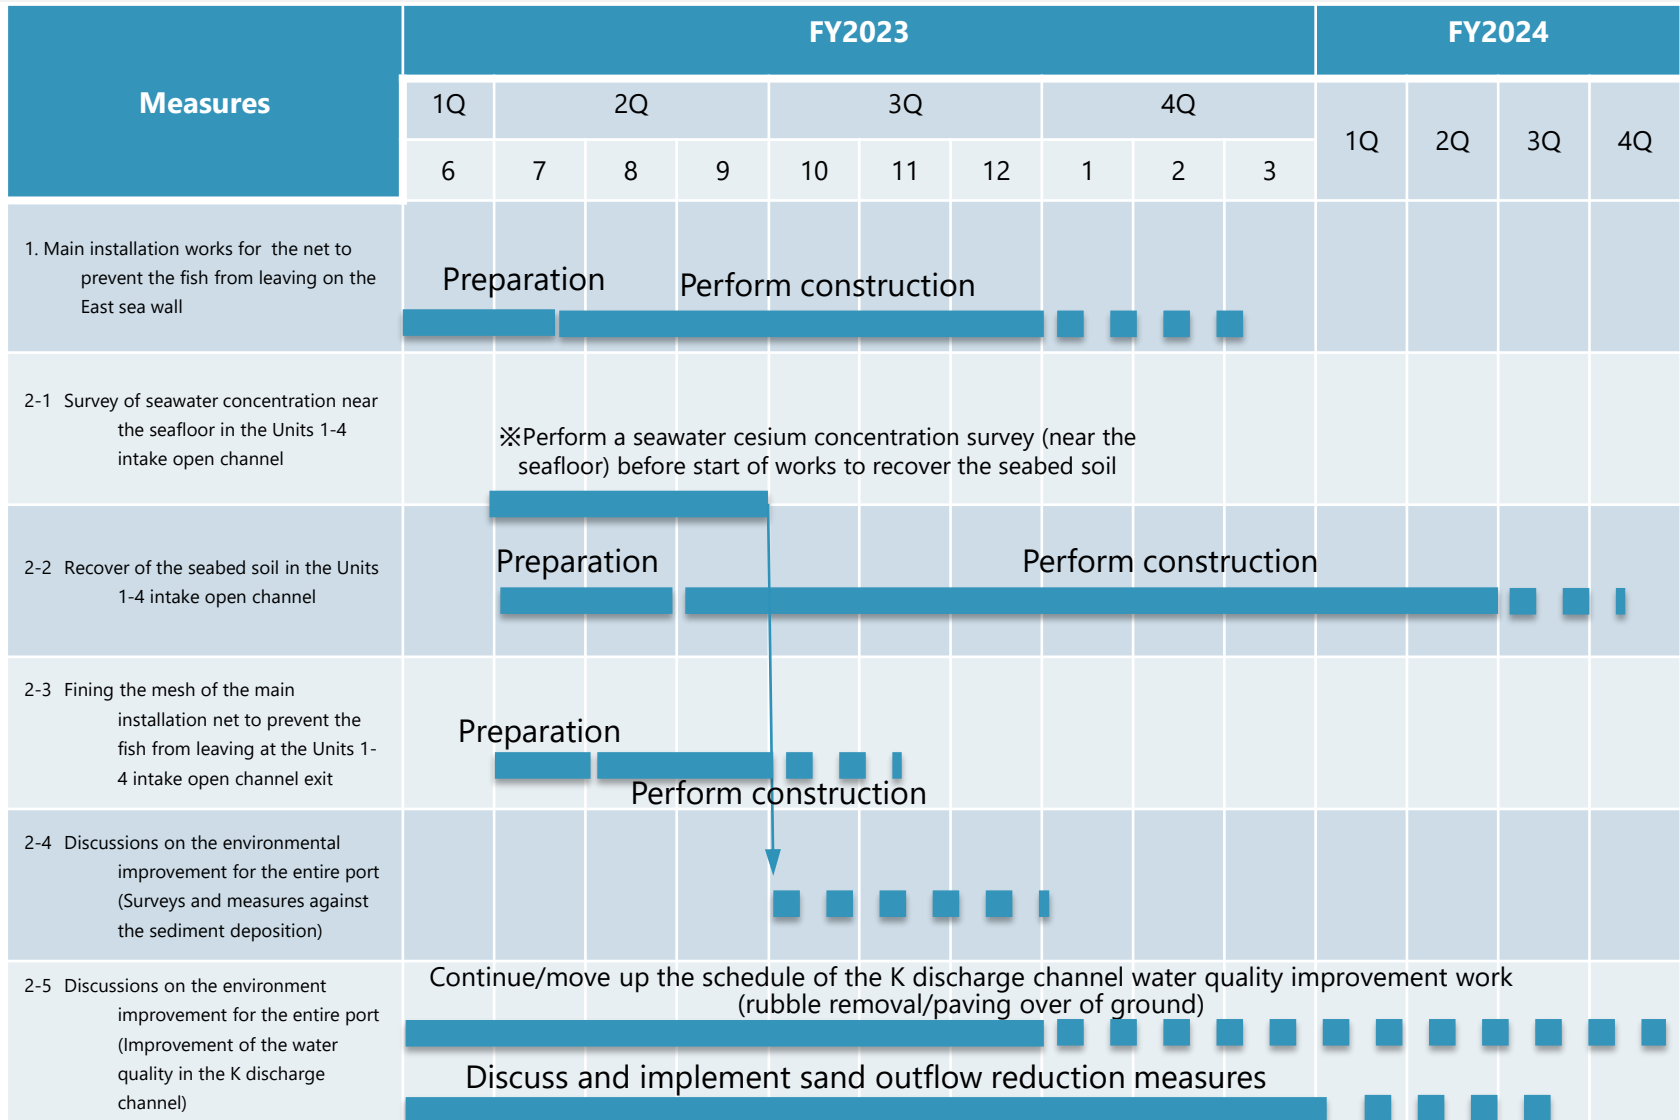 Measures
FY2023
FY2024
1Q
2Q
3Q
4Q
1Q
2Q
3Q
4Q
6
7
8
9
10
11
12
1
2
3
1. Main installation works for the net to
prevent the fish from leaving on the
East sea wall
Preparation
Perform construction
2-1 Survey of seawater concentration near
the seafloor in the Units 1-4
intake open channel
※Perform a seawater cesium concentration survey (near the
seafloor) before start of works to recover the seabed soil
2-2 Recover of the seabed soil in the Units
1-4 intake open channel
Preparation
Perform construction
2-3 Fining the mesh of the main
installation net to prevent the
fish from leaving at the Units 1-
4 intake open channel exit
Preparation
Perform construction
2-4 Discussions on the environmental
improvement for the entire port
(Surveys and measures against
the sediment deposition)
2-5 Discussions on the environment
improvement for the entire port
(Improvement of the water
quality in the K discharge
channel)
Continue/move up the schedule of the K discharge channel water quality improvement work
(rubble removal/paving over of ground)
Discuss and implement sand outflow reduction measures